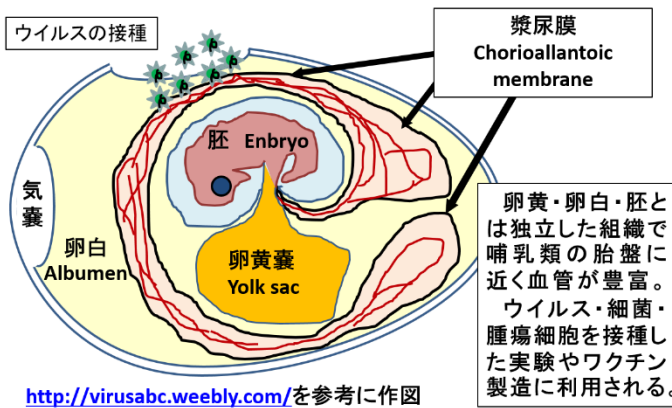 ウイルスの接種
漿尿膜
Chorioallantoic
membrane
胚 Enbryo
気
嚢
卵白
Albumen
卵黄嚢
Yolk sac
卵黄・卵白・胚と
は独立した組織で
哺乳類の胎盤に
近く血管が豊富。
ウイルス・細菌・
腫瘍細胞を接種し
た実験やワクチン
製造に利用される。
http://virusabc.weebly.com/を参考に作図